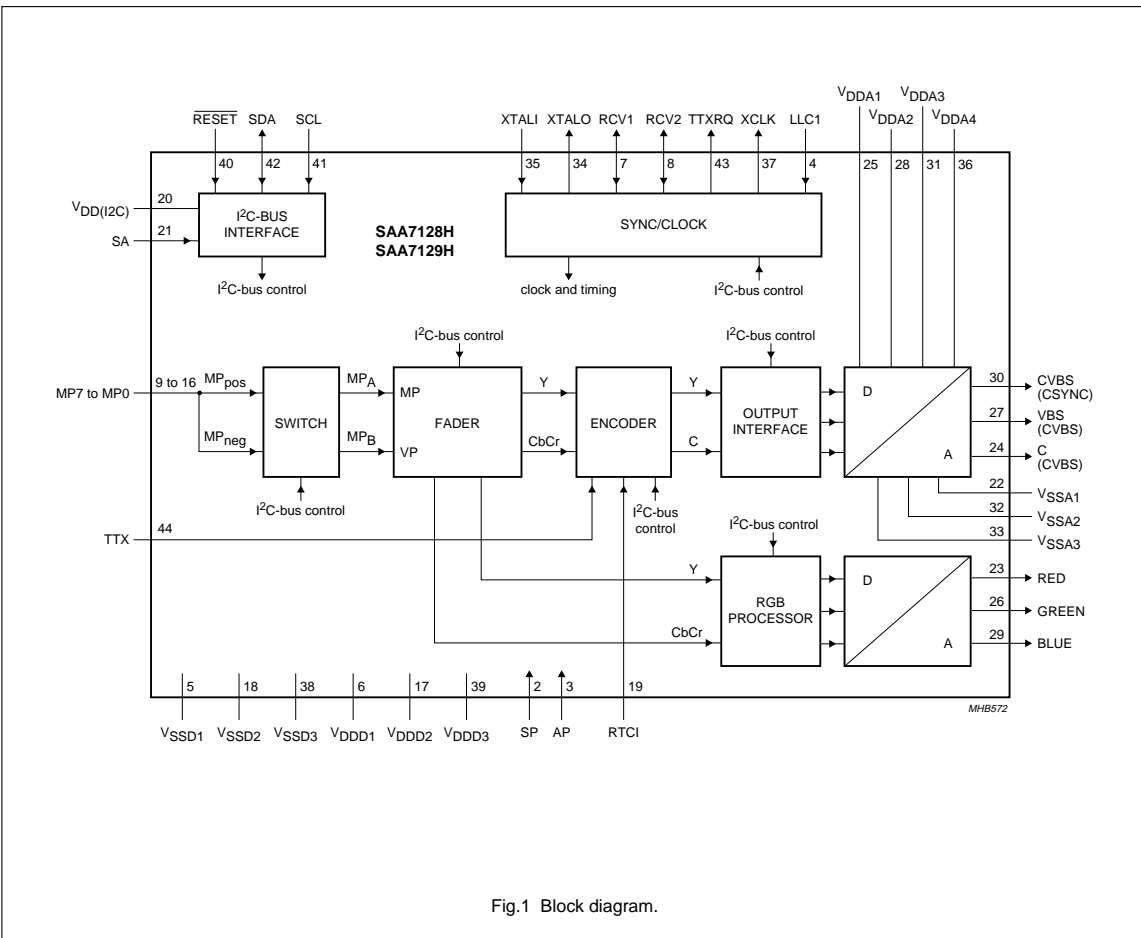 VDDA1 VDDA3
RESET SDA SCL XTALI XTALO RCV1 RCV2 TTXRQ XCLK LLC1 VDDA2 VDDA4
40 42 41 35 34 7 8 43 37 4 25 28 31 36
VDD(I2C) 20
I2C-BUS
INTERFACE
SA 21
SAA7128H
SAA7129H
SYNC/CLOCK
I2C-bus control
clock and timing
I2C-bus control
I2C-bus control
I2C-bus control
MP7 to MP0 9 to 16 MPpos
MPneg
SWITCH
MPA
MPB
MP
FADER
VP
Y
CbCr
ENCODER
Y
C
OUTPUT
INTERFACE
D
A
30 CVBS
(CSYNC)
27 VBS
(CVBS)
24 C
(CVBS)
22 VSSA1
32 VSSA2
33 VSSA3
I2C-bus control
I2C-bus
control
44
TTX
I2C-bus control
Y
CbCr
RGB
PROCESSOR
D
A
23 RED
26 GREEN
29 BLUE
5 18 38 6 17 39 2 3 19
VSSD1 VSSD2 VSSD3 VDDD1 VDDD2 VDDD3 SP AP RTCI
MHB572
Fig.1 Block diagram.